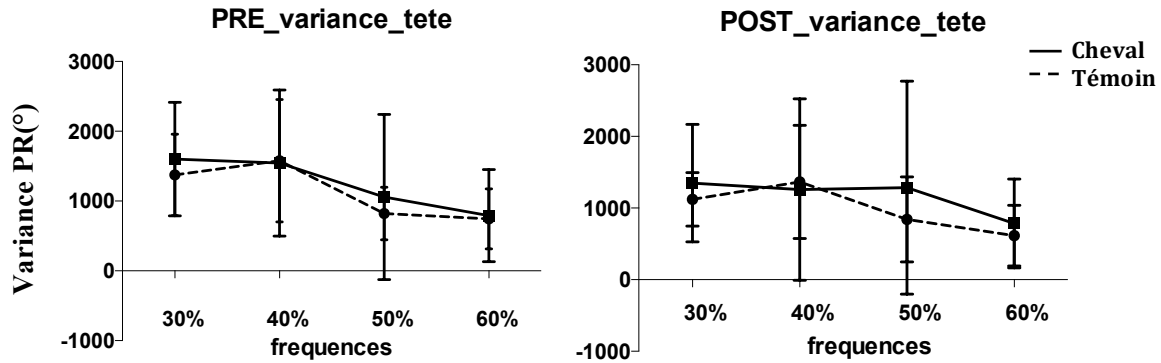 PRE_variance_tete
Variance PR(°)
3000
2000
1000
0
-1000
30%
40%
50%
60%
frequences
POST_variance_tete
3000
2000
1000
0
-1000
30%
40%
50%
60%
frequences
Cheval
Témoin